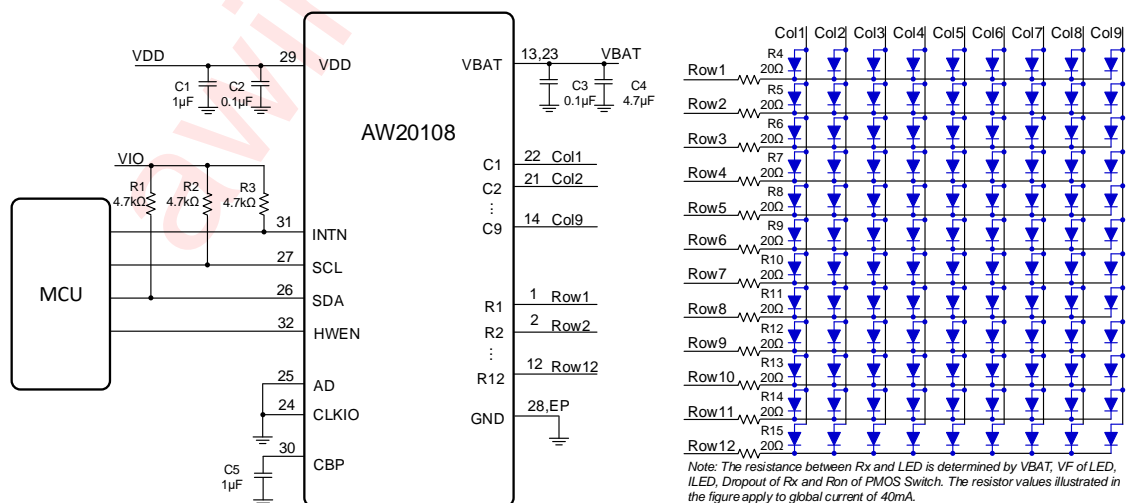 awi
VDD
29
VDD
C1
1µF
C2
0.1µF
VBAT
13,23
VBAT
C3
0.1µF
C4
4.7µF
AW20108
VIO
R1
4.7kΩ
R2
4.7kΩ
R3
4.7kΩ
C1
22 Col1
C2
21 Col2
⋮
C9
14 Col9
MCU
31
INTN
27
SCL
26
SDA
32
HWEN
R1
1 Row1
R2
2 Row2
⋮
R12
12 Row12
25
AD
24
CLKIO
GND
28,EP
30
CBP
C5
1µF
Col1 Col2 Col3 Col4 Col5 Col6 Col7 Col8 Col9
R4
Row1 20Ω
R5
Row2 20Ω
R6
Row3 20Ω
R7
Row4 20Ω
R8
Row5 20Ω
R9
Row6 20Ω
R10
Row7 20Ω
R11
Row8 20Ω
R12
Row9 20Ω
R13
Row10 20Ω
R14
Row11 20Ω
R15
Row12 20Ω
Note: The resistance between Rx and LED is determined by VBAT, VF of LED,
ILED, Dropout of Rx and Ron of PMOS Switch. The resistor values illustrated in
the figure apply to global current of 40mA.